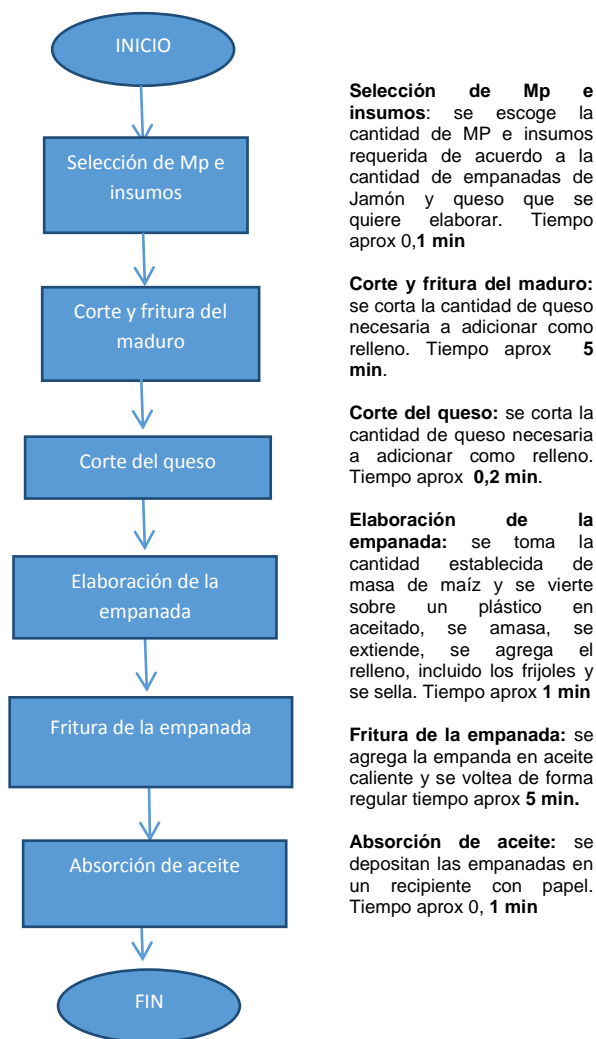 INICIO
Selección de Mp e
insumos
Corte y fritura del
maduro
Corte del queso
Elaboración de la
empanada
Fritura de la empanada
Absorción de aceite
FIN
Selección de Mp e
insumos: se escoge la
cantidad de MP e insumos
requerida de acuerdo a la
cantidad de empanadas de
Jamón y queso que se
quiere elaborar. Tiempo
aprox 0,1 min
Corte y fritura del maduro:
se corta la cantidad de queso
necesaria a adicionar como
relleno. Tiempo aprox 5
min.
Corte del queso: se corta la
cantidad de queso necesaria
a adicionar como relleno.
Tiempo aprox 0,2 min.
Elaboración de la
empanada: se toma la
cantidad establecida de
masa de maíz y se vierte
sobre un plástico en
aceitado, se amasa, se
extiende, se agrega el
relleno, incluido los frijoles y
se sella. Tiempo aprox 1 min
Fritura de la empanada: se
agrega la empanda en aceite
caliente y se voltea de forma
regular tiempo aprox 5 min.
Absorción de aceite: se
depositan las empanadas en
un recipiente con papel.
Tiempo aprox 0, 1 min